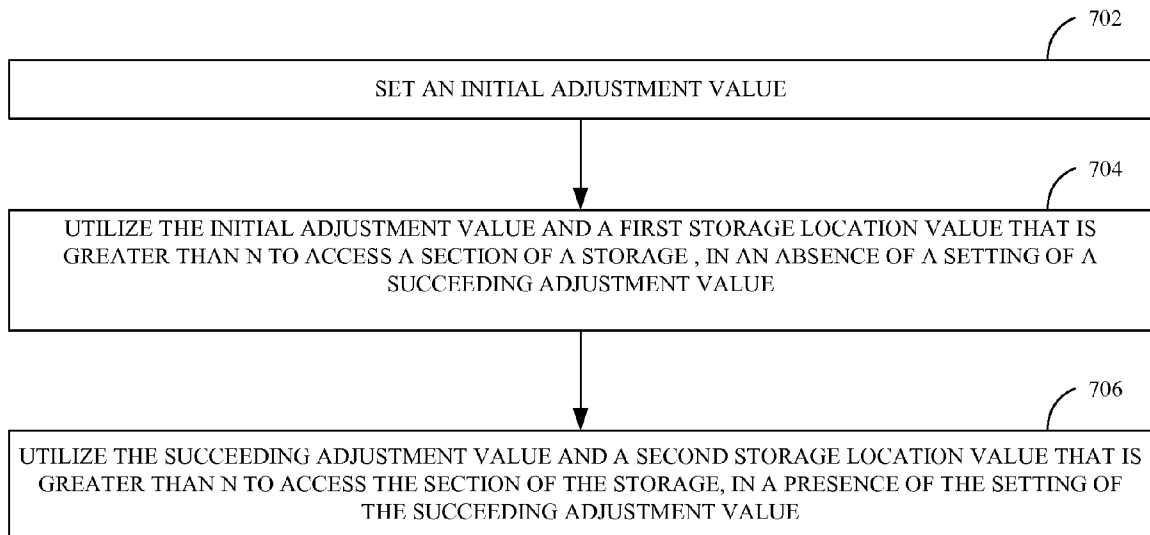 702
SET AN INITIAL ADJUSTMENT VALUE
704
UTILIZE THE INITIAL ADJUSTMENT VALUE AND A FIRST STORAGE LOCATION VALUE THAT IS
GREATER THAN N TO ACCESS A SECTION OF A STORAGE , IN AN ABSENCE OF A SETTING OF A
SUCCEEDING ADJUSTMENT VALUE
706
UTILIZE THE SUCCEEDING ADJUSTMENT VALUE AND A SECOND STORAGE LOCATION VALUE THAT IS
GREATER THAN N TO ACCESS THE SECTION OF THE STORAGE, IN A PRESENCE OF THE SETTING OF
THE SUCCEEDING ADJUSTMENT VALUE